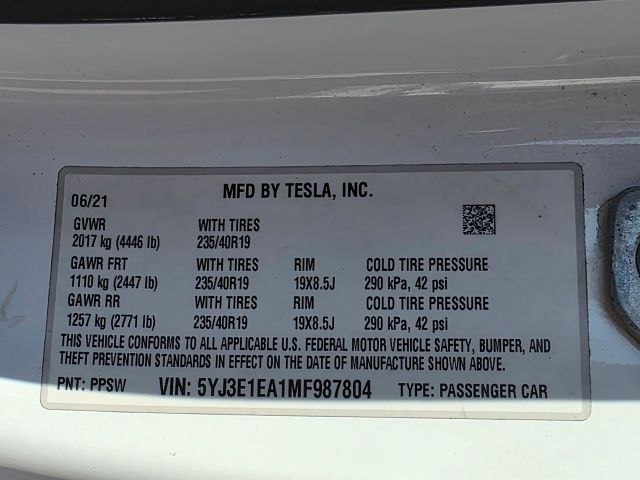 MFD BY TESLA, INC.
06/21
GVWR WITH TIRES
2017 kg (4446 lb) 235/40R19
GAWR FRT WITH TIRES RIM COLD TIRE PRESSURE
1110 kg (2447 lb) 235/40R19 19X8.5J 290 kPa, 42 psi
GAWR RR WITH TIRES RIM COLD TIRE PRESSURE
1257 kg (2771 lb) 235/40R19 19X8.5J 290 kPa, 42 psi
THIS VEHICLE CONFORMS TO ALL APPLICABLE U.S. FEDERAL MOTOR VEHICLE SAFETY, BUMPER, AND
THEFT PREVENTION STANDARDS IN EFFECT ON THE DATE OF MANUFACTURE SHOWN ABOVE.
PNT: PPSW VIN: 5YJ3E1EA1MF987804 TYPE: PASSENGER CAR